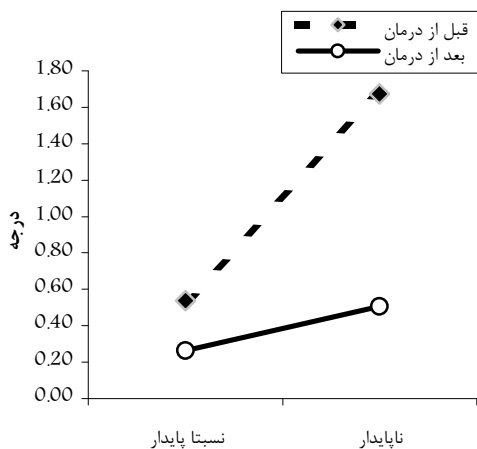 قبل از درمان
بعد از درمان
1.80
1.60
1.40
1.20
1.00
0.80
0.60
0.40
0.20
0.00
درجه
نسبتا پایدار
ناپایدار